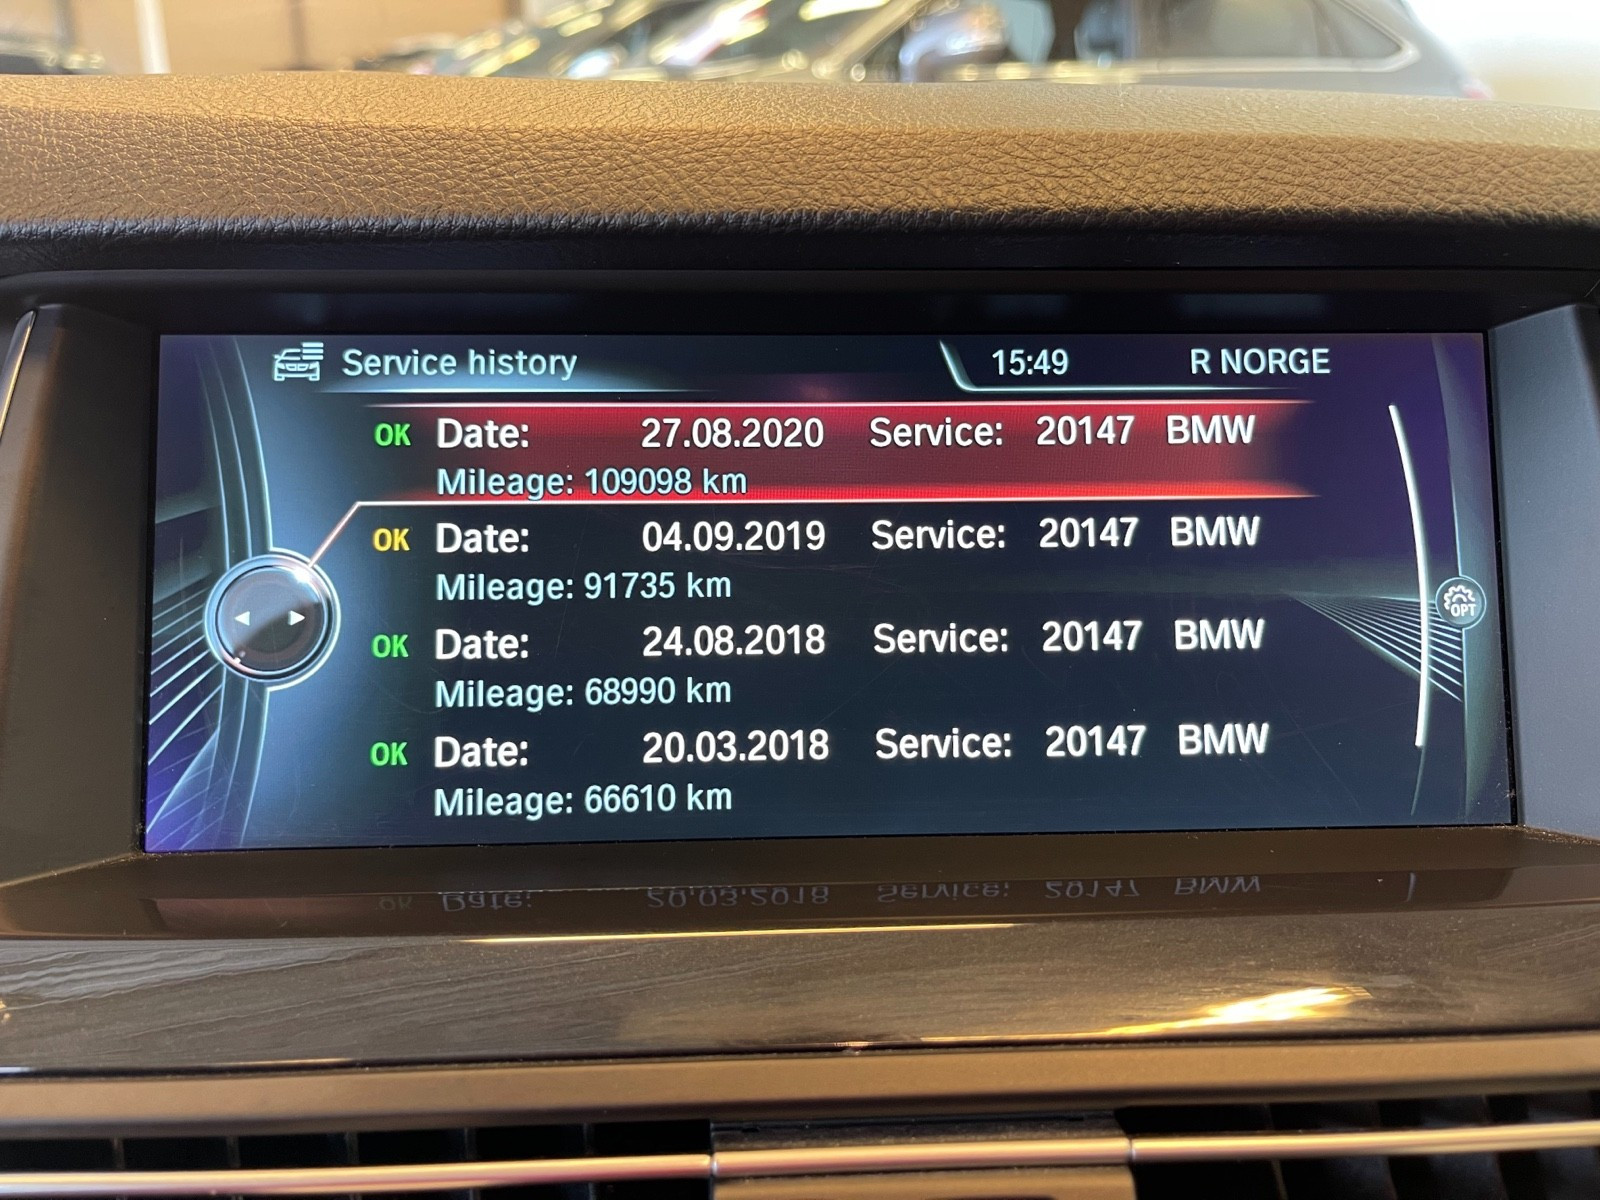 Service history 15:49 R NORGE
OK Date: 27.08.2020 Service: 20147 BMW
Mileage: 109098 km
OK Date: 04.09.2019 Service: 20147 BMW
Mileage: 91735 km
OK Date: 24.08.2018 Service: 20147 BMW
Mileage: 68990 km
OPT
OK Date: 20.03.2018 Service: 20147 BMW
Mileage: 66610 km